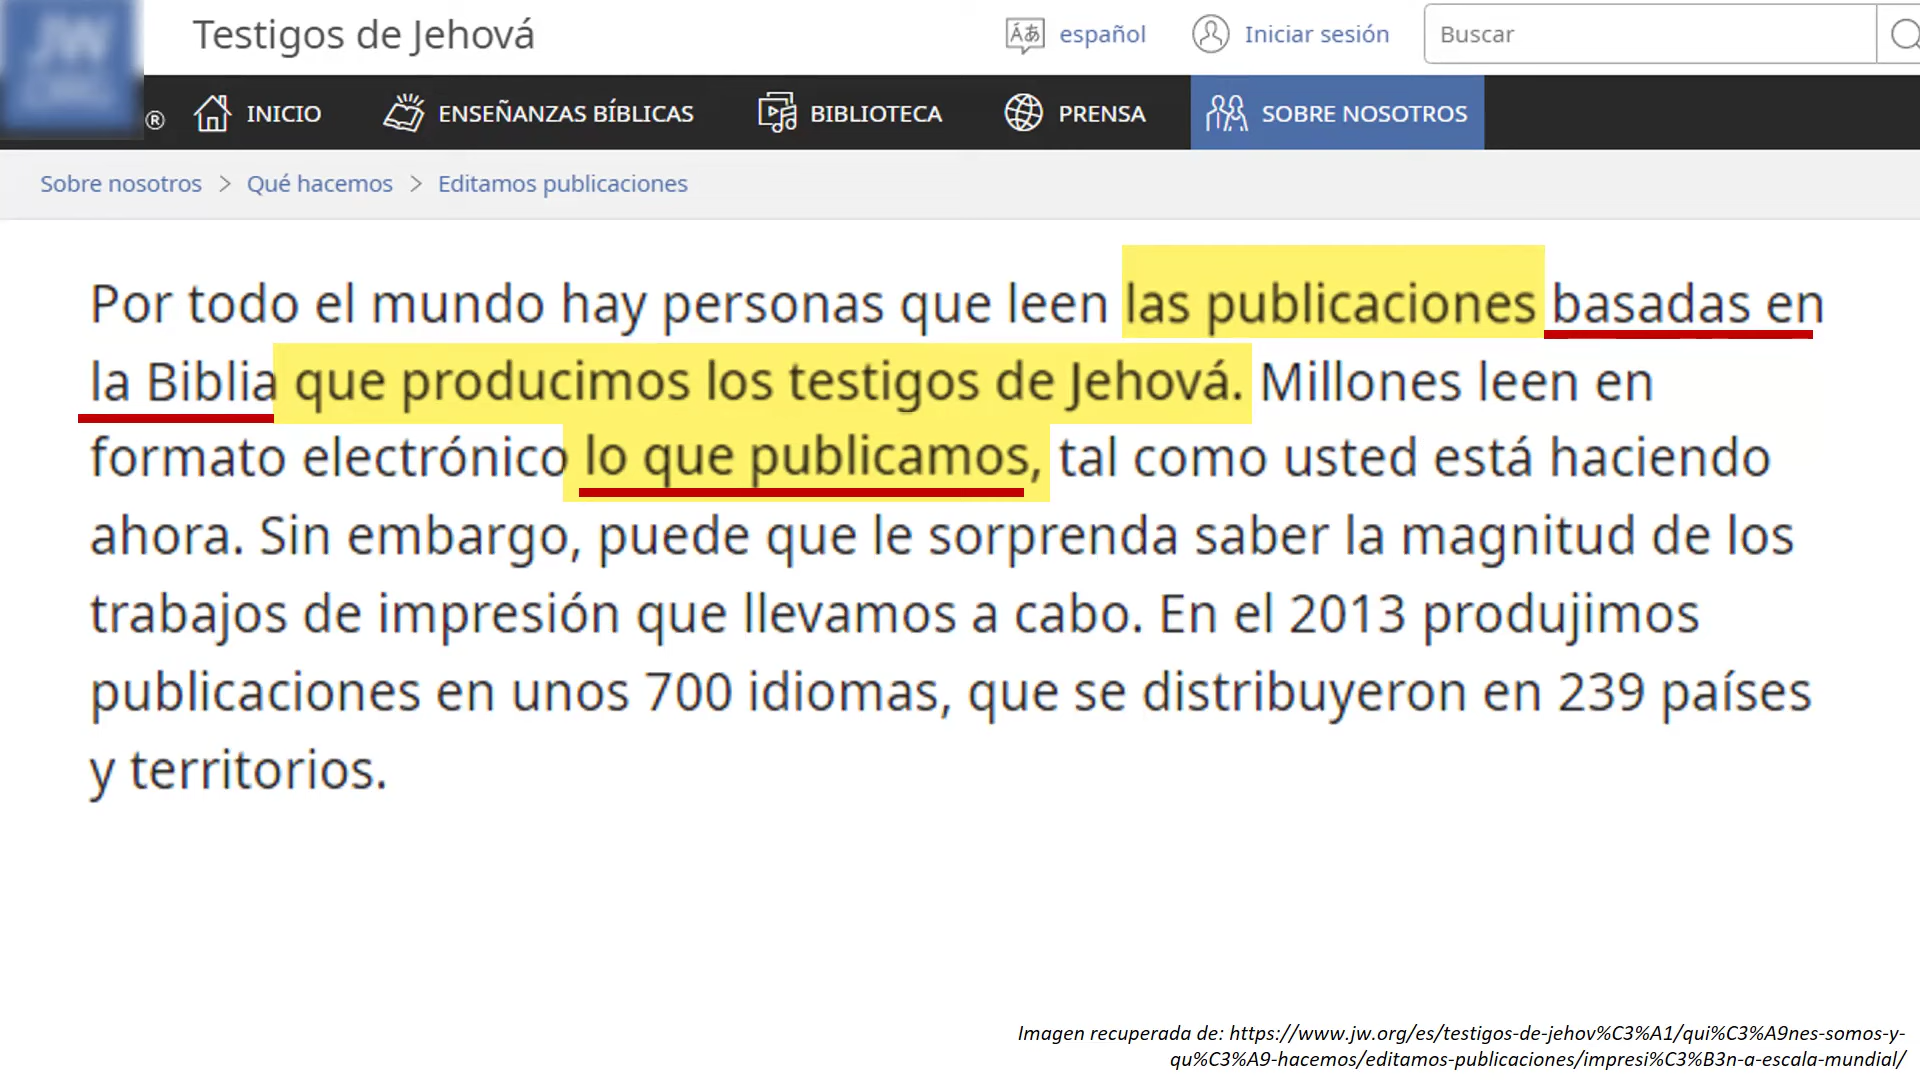 JW
ORG
Testigos de Jehová
español
Iniciar sesión
Buscar
®
INICIO
ENSEÑANZAS BÍBLICAS
BIBLIOTECA
PRENSA
SOBRE NOSOTROS
Sobre nosotros > Qué hacemos > Editamos publicaciones
Por todo el mundo hay personas que leen las publicaciones basadas en
la Biblia que producimos los testigos de Jehová. Millones leen en
formato electrónico lo que publicamos, tal como usted está haciendo
ahora. Sin embargo, puede que le sorprenda saber la magnitud de los
trabajos de impresión que llevamos a cabo. En el 2013 produjimos
publicaciones en unos 700 idiomas, que se distribuyeron en 239 países
y territorios.
Imagen recuperada de: https://www.jw.org/es/testigos-de-jehov%C3%A1/qui%C3%A9nes-somos-y-
qu%C3%A9-hacemos/editamos-publicaciones/impresi%C3%B3n-a-escala-mundial/